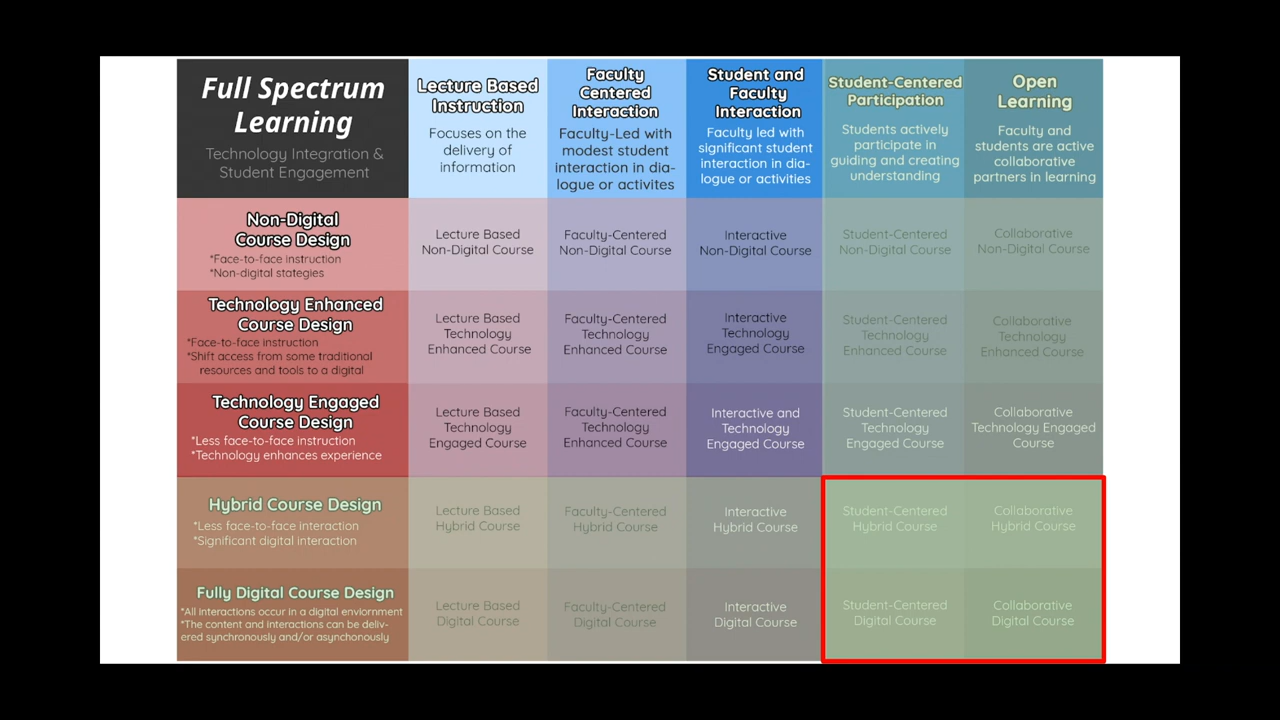 Full Spectrum
Learning
Technology Integration &
Student Engagement
Lecture Based
Instruction
Focuses on the
delivery of
information
Faculty
Centered
Interaction
Faculty-Led with
modest student
interaction in dia-
logue or activites
Student and
Faculty
Interaction
Faculty led with
significant student
interaction in dia-
logue or activities
Student-Centered
Participation
Students actively
participate in
guiding and creating
understanding
Open
Learning
Faculty and
students are active
collaborative
partners in learning
Non-Digital
Course Design
*Face-to-face instruction
*Non-digital stategies
Lecture Based
Non-Digital Course
Faculty-Centered
Non-Digital Course
Interactive
Non-Digital Course
Student-Centered
Non-Digital Course
Collaborative
Non-Digital Course
Technology Enhanced
Course Design
*Face-to-face instruction
*Shift access from some traditional
resources and tools to a digital
Lecture Based
Technology
Enhanced Course
Faculty-Centered
Technology
Enhanced Course
Interactive
Technology
Engaged Course
Student-Centered
Technology
Enhanced Course
Collaborative
Technology
Enhanced Course
Technology Engaged
Course Design
*Less face-to-face instruction
*Technology enhances experience
Lecture Based
Technology
Engaged Course
Faculty-Centered
Technology
Enhanced Course
Interactive and
Technology
Engaged Course
Student-Centered
Technology
Engaged Course
Collaborative
Technology Engaged
Course
Hybrid Course Design
*Less face-to-face interaction
*Significant digital interaction
Lecture Based
Hybrid Course
Faculty-Centered
Hybrid Course
Interactive
Hybrid Course
Student-Centered
Hybrid Course
Collaborative
Hybrid Course
Fully Digital Course Design
*All interactions occur in a digital enviornment
*The content and interactions can be deliv-
ered synchronously and/or asynchonously
Lecture Based
Digital Course
Faculty-Centered
Digital Course
Interactive
Digital Course
Student-Centered
Digital Course
Collaborative
Digital Course